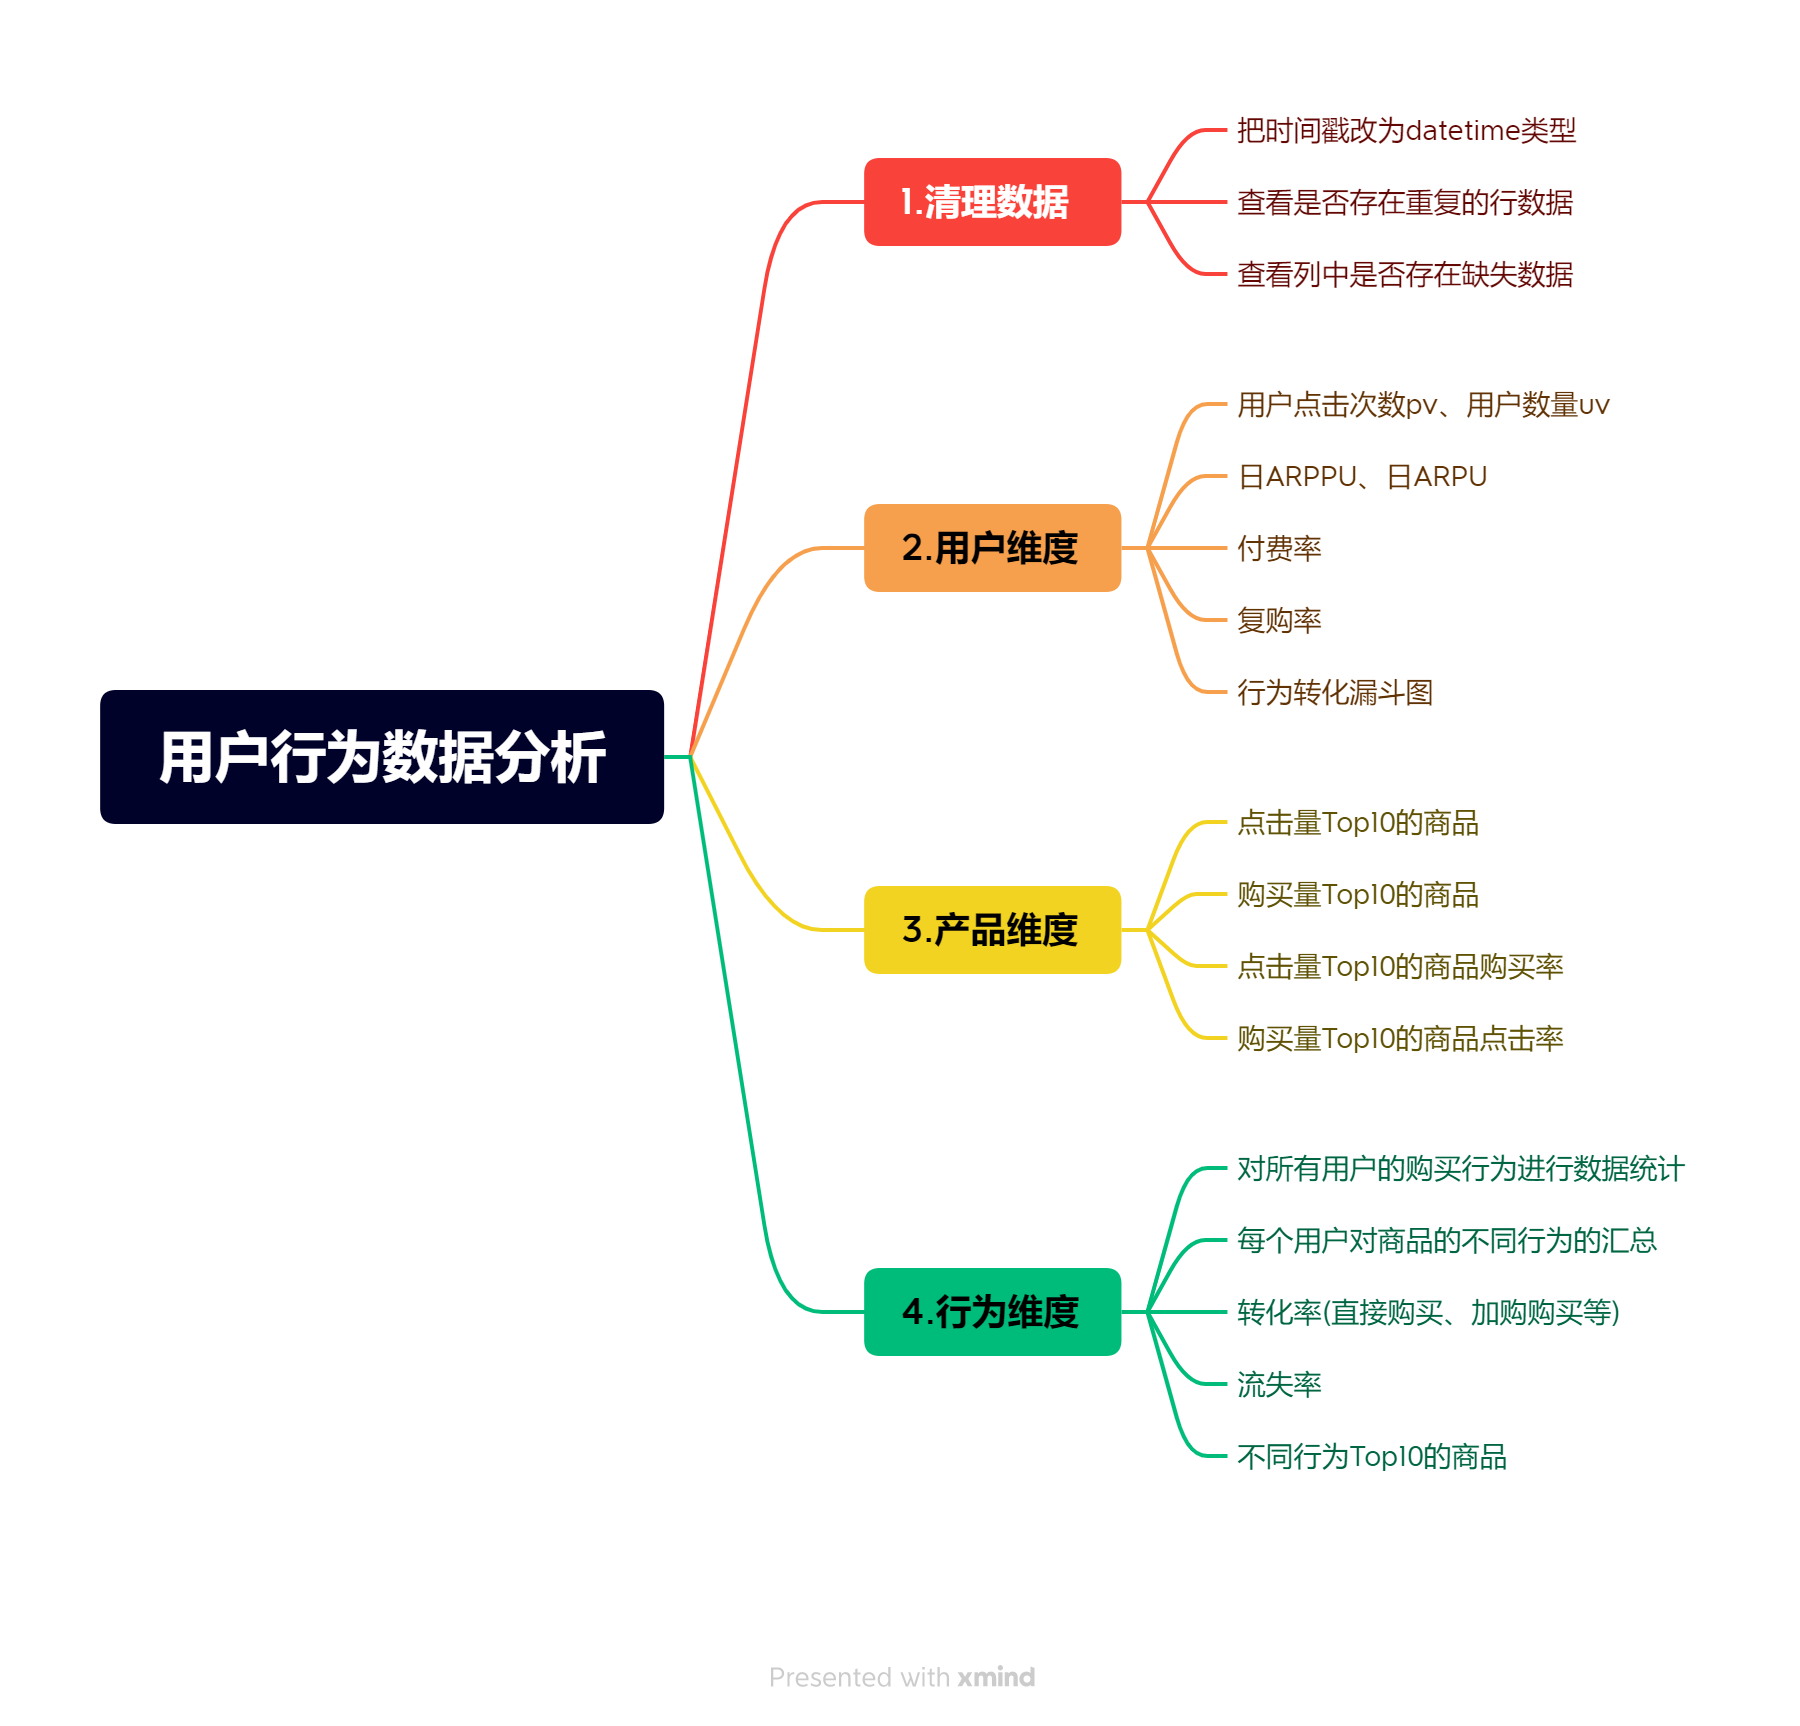 用户行为数据分析
1.清理数据
把时间戳改为datetime类型
查看是否存在重复的行数据
查看列中是否存在缺失数据
2.用户维度
用户点击次数pv、用户数量uv
日ARPPU、日ARPU
付费率
复购率
行为转化漏斗图
3.产品维度
点击量Top10的商品
购买量Top10的商品
点击量Top10的商品购买率
购买量Top10的商品点击率
4.行为维度
对所有用户的购买行为进行数据统计
每个用户对商品的不同行为的汇总
转化率(直接购买、加购购买等)
流失率
不同行为Top10的商品
Presented with xmind